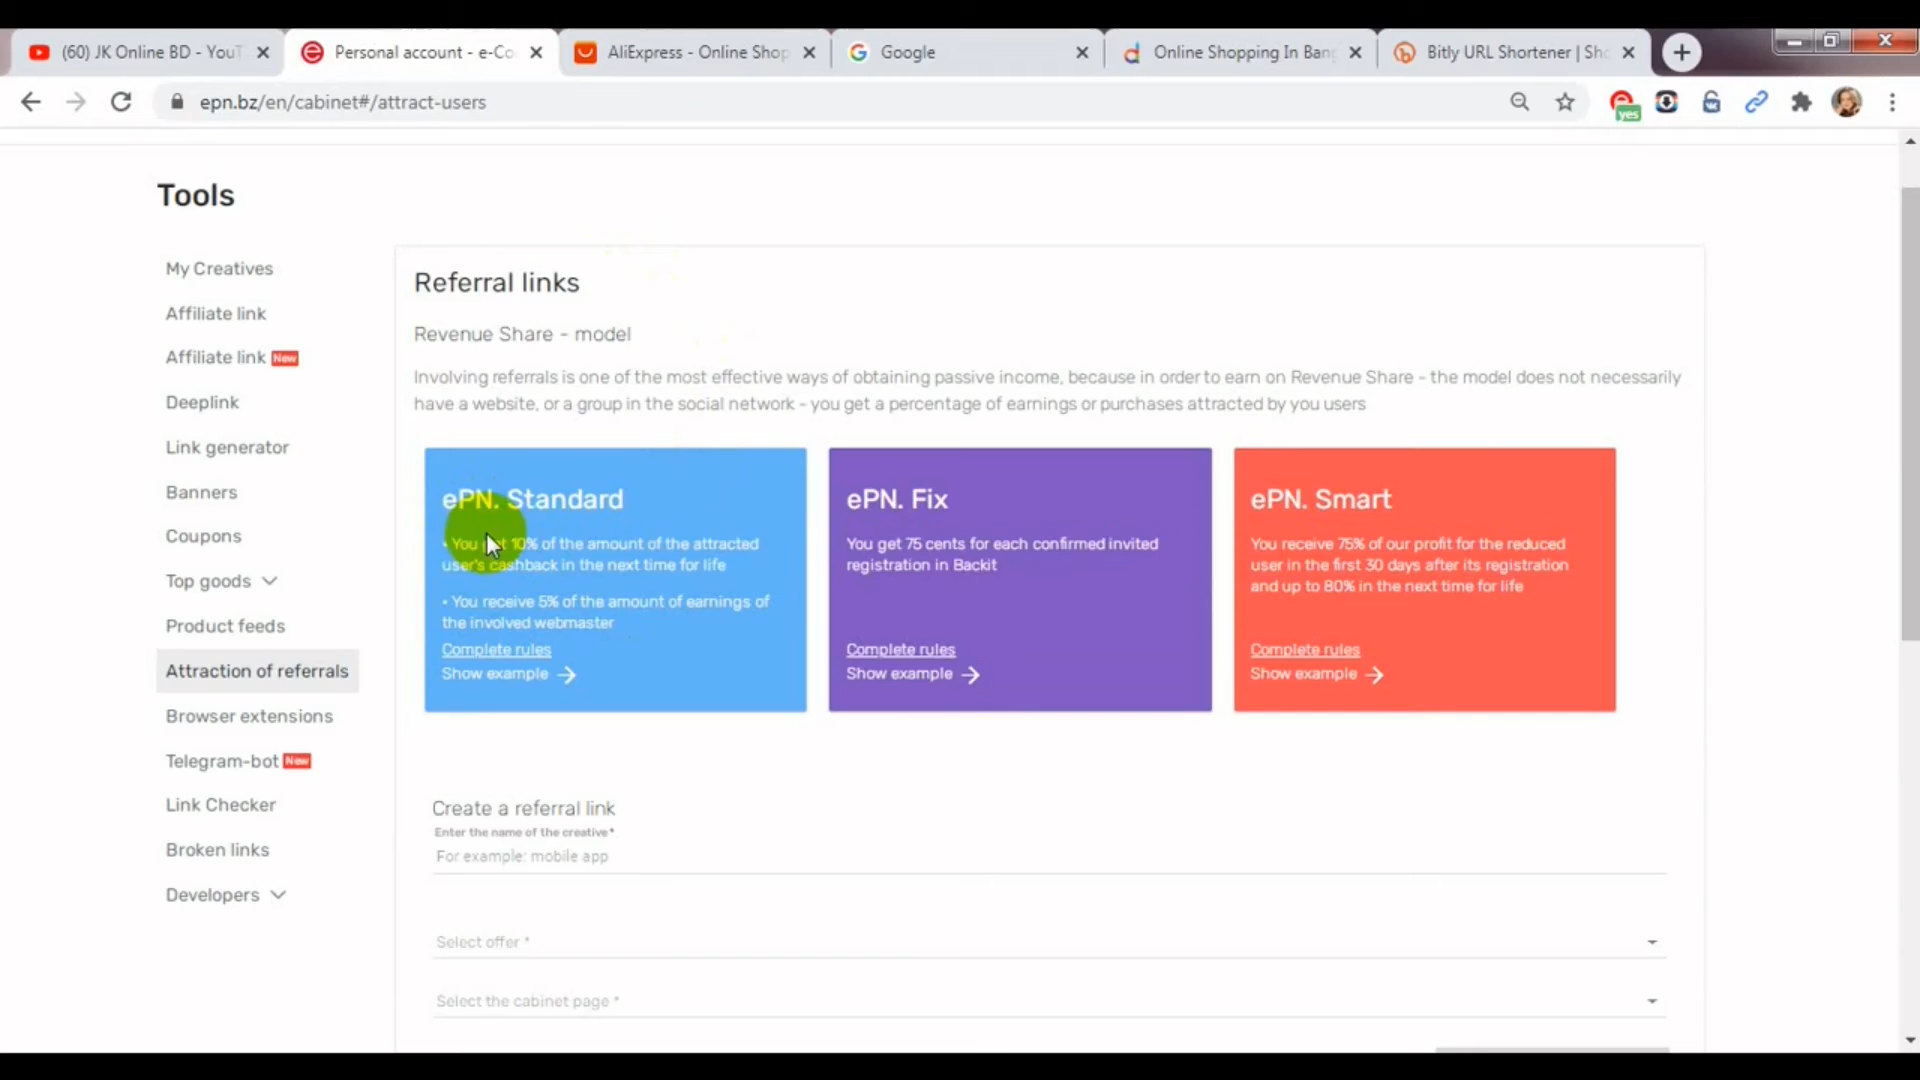 (60) JK Online BD - YouT
Personal account - e-Co
AliExpress - Online Shop
Google
Online Shopping In Bang
Bitly URL Shortener | Sho
epn.bz/en/cabinet#/attract-users
yes
Tools
My Creatives
Affiliate link
Affiliate link New
Deeplink
Link generator
Banners
Coupons
Top goods
Product feeds
Attraction of referrals
Browser extensions
Telegram-bot New
Link Checker
Broken links
Developers
Referral links
Revenue Share - model
Involving referrals is one of the most effective ways of obtaining passive income, because in order to earn on Revenue Share - the model does not necessarily
have a website, or a group in the social network - you get a percentage of earnings or purchases attracted by you users
ePN. Standard
• You get 10% of the amount of the attracted
user's cashback in the next time for life
• You receive 5% of the amount of earnings of
the involved webmaster
Complete rules
Show example
ePN. Fix
You get 75 cents for each confirmed invited
registration in Backit
Complete rules
Show example
ePN. Smart
You receive 75% of our profit for the reduced
user in the first 30 days after its registration
and up to 80% in the next time for life
Complete rules
Show example
Create a referral link
Enter the name of the creative*
For example: mobile app
Select offer *
Select the cabinet page *